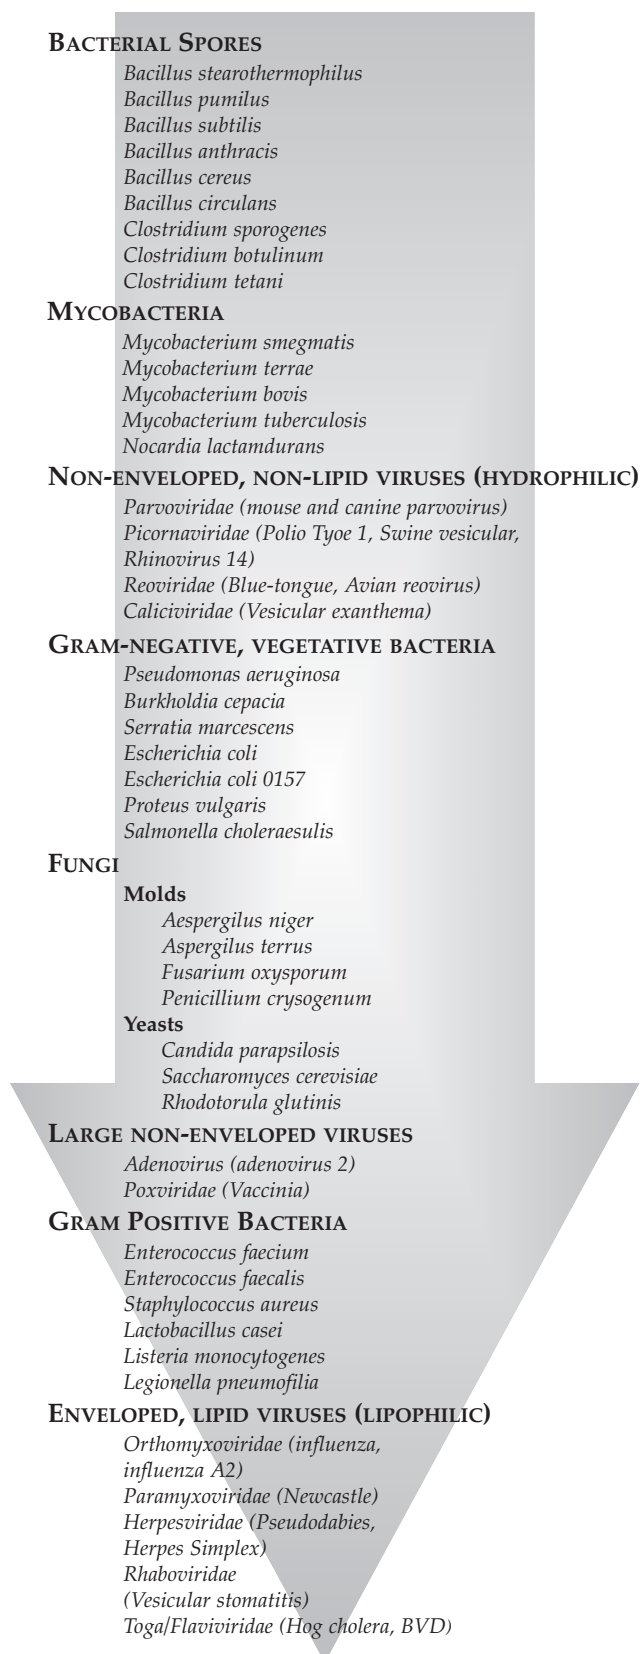 BACTERIAL SPORES
Bacillus stearothermophilus
Bacillus pumilus
Bacillus subtilis
Bacillus anthracis
Bacillus cereus
Bacillus circulans
Clostridium sporogenes
Clostridium botulinum
Clostridium tetani
MYCOBACTERIA
Mycobacterium smegmatis
Mycobacterium terrae
Mycobacterium bovis
Mycobacterium tuberculosis
Nocardia lactamdurans
NON-ENVELOPED, NON-LIPID VIRUSES (HYDROPHILIC)
Parvoviridae (mouse and canine parvovirus)
Picornaviridae (Polio Tyoe 1, Swine vesicular,
Rhinovirus 14)
Reoviridae (Blue-tongue, Avian reovirus)
Caliciviridae (Vesicular exanthema)
GRAM-NEGATIVE, VEGETATIVE BACTERIA
Pseudomonas aeruginosa
Burkholdia cepacia
Serratia marcescens
Escherichia coli
Escherichia coli 0157
Proteus vulgaris
Salmonella choleraesulis
FUNGI
Molds
Aespergilus niger
Aspergilus terrus
Fusarium oxysporum
Penicillium crysogenum
Yeasts
Candida parapsilosis
Saccharomyces cerevisiae
Rhodotorula glutinis
LARGE NON-ENVELOPED VIRUSES
Adenovirus (adenovirus 2)
Poxviridae (Vaccinia)
GRAM POSITIVE BACTERIA
Enterococcus faecium
Enterococcus faecalis
Staphylococcus aureus
Lactobacillus casei
Listeria monocytogenes
Legionella pneumofilia
ENVELOPED, LIPID VIRUSES (LIPOPHILIC)
Orthomyxoviridae (influenza,
influenza A2)
Paramyxoviridae (Newcastle)
Herpesviridae (Pseudodabies,
Herpes Simplex)
Rhaboviridae
(Vesicular stomatitis)
Toga/Flaviviridae (Hog cholera, BVD)